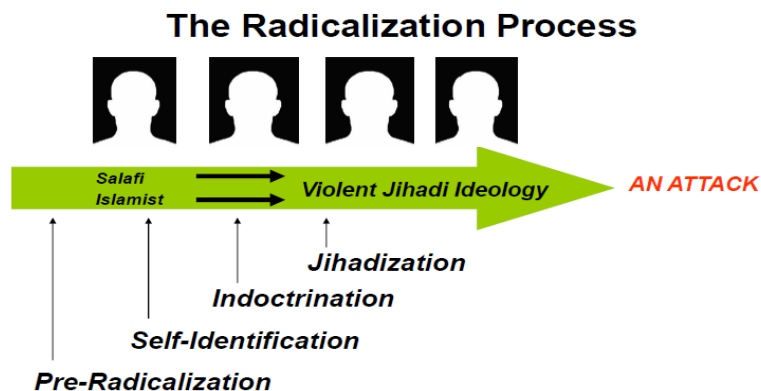 The Radicalization Process
Salafi
Islamist
Violent Jihadi Ideology
AN ATTACK
Jihadization
Indoctrination
Self-Identification
Pre-Radicalization